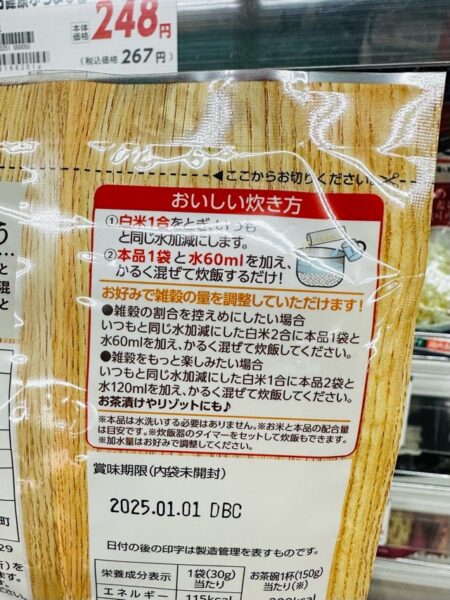 本体
価格
248円
(税込価格 267円)
ここからお切りください。
おいしい炊き方
①白米1合をとぎ、いつも
と同じ水加減にします。
②本品1袋と水60mlを加え、
かるく混ぜて炊飯するだけ!
お好みで雑穀の量を調整していただけます!
●雑穀の割合を控えめにしたい場合
いつもと同じ水加減にした白米2合に本品1袋と
水60mlを加え、かるく混ぜて炊飯してください。
●雑穀をもっと楽しみたい場合
いつもと同じ水加減にした白米1合に本品2袋と
水120mlを加え、かるく混ぜて炊飯してください。
お茶漬けやリゾットにも♪
※本品は水洗いする必要はありません。※お米と本品の配合量
は目安です。※炊飯器のタイマーをセットして炊飯もできます。
※加水量はお好みで調整してください。
賞味期限(内袋未開封)
2025.01.01 DBC
日付の後の印字は製造管理を表すものです。
栄養成分表示
1袋(30g)
当たり
お茶碗1杯(150g)
当たり(※)
エネルギー
115kcal